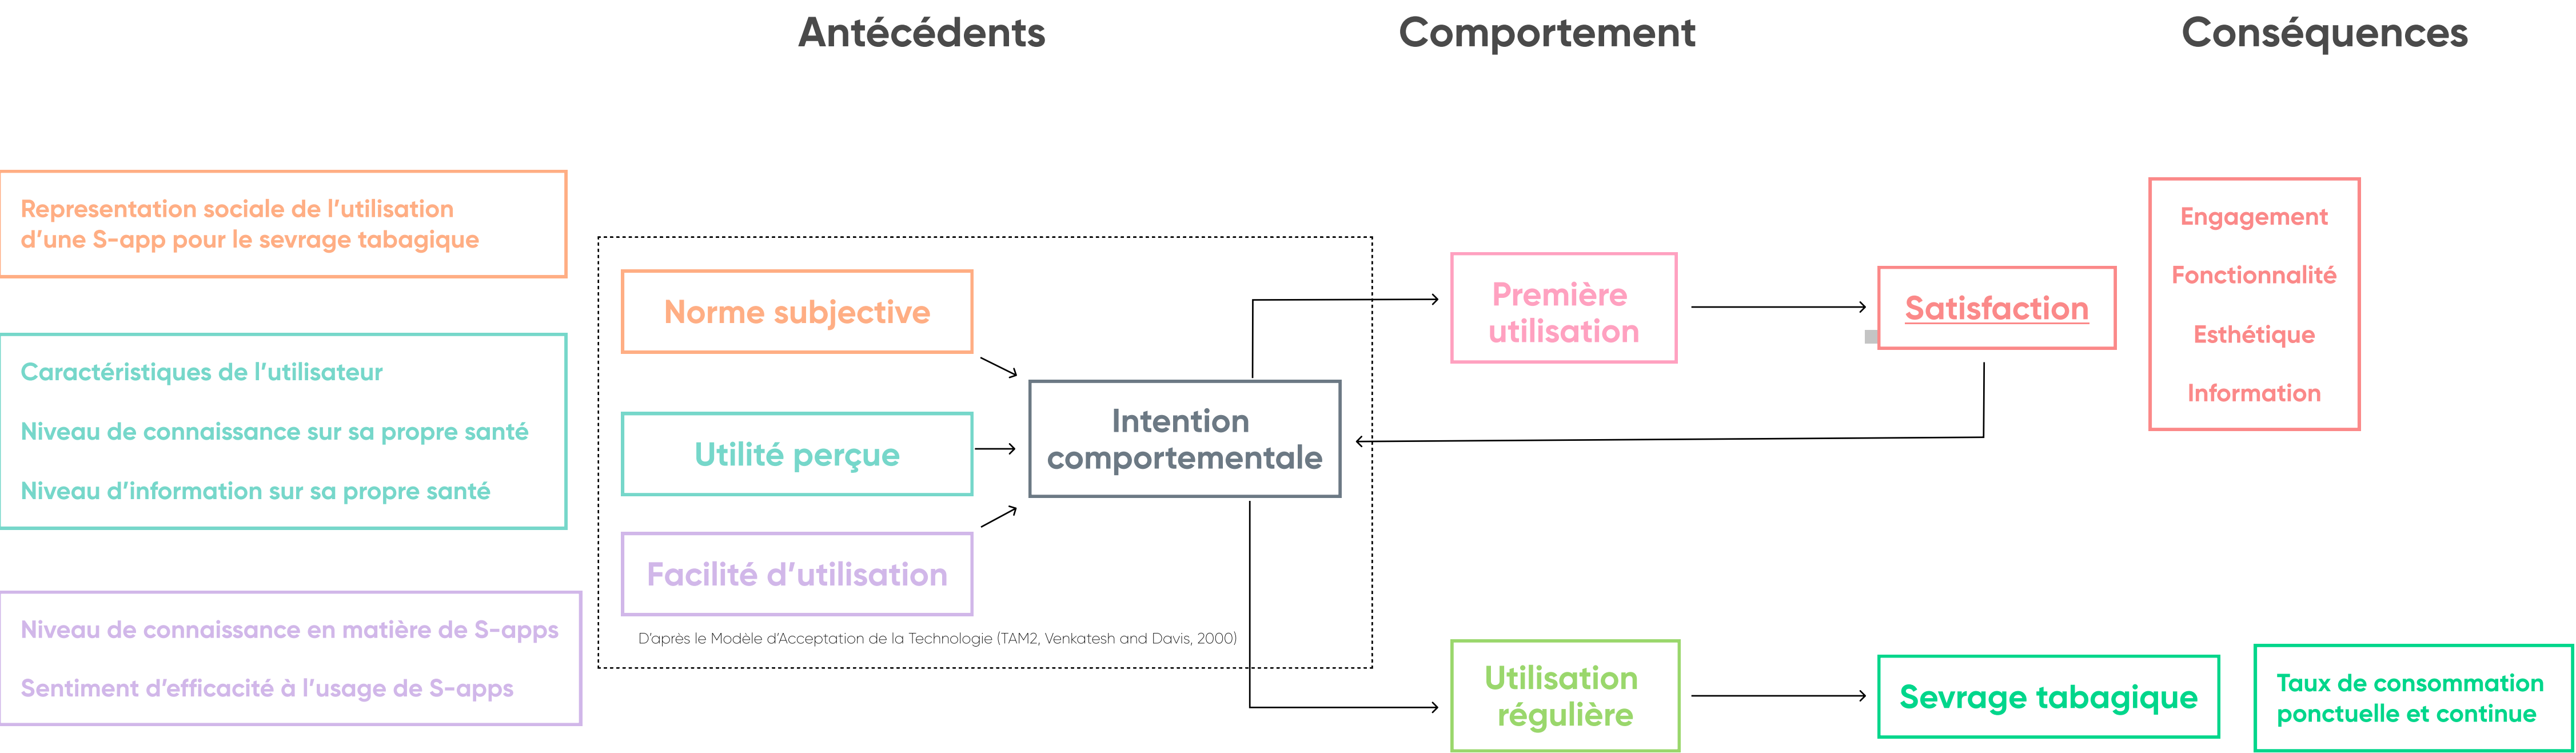 Antécédents
Comportement
Conséquences
Representation sociale de l’utilisation
d’une S-app pour le sevrage tabagique
Caractéristiques de l’utilisateur
Niveau de connaissance sur sa propre santé
Niveau d’information sur sa propre santé
Niveau de connaissance en matière de S-apps
Sentiment d’efficacité à l’usage de S-apps
Norme subjective
Utilité perçue
Facilité d’utilisation
D’après le Modèle d’Acceptation de la Technologie (TAM2, Venkatesh and Davis, 2000)
Intention
comportementale
Première
utilisation
Utilisation
régulière
Satisfaction
Engagement
Fonctionnalité
Esthétique
Information
Sevrage tabagique
Taux de consommation
ponctuelle et continue